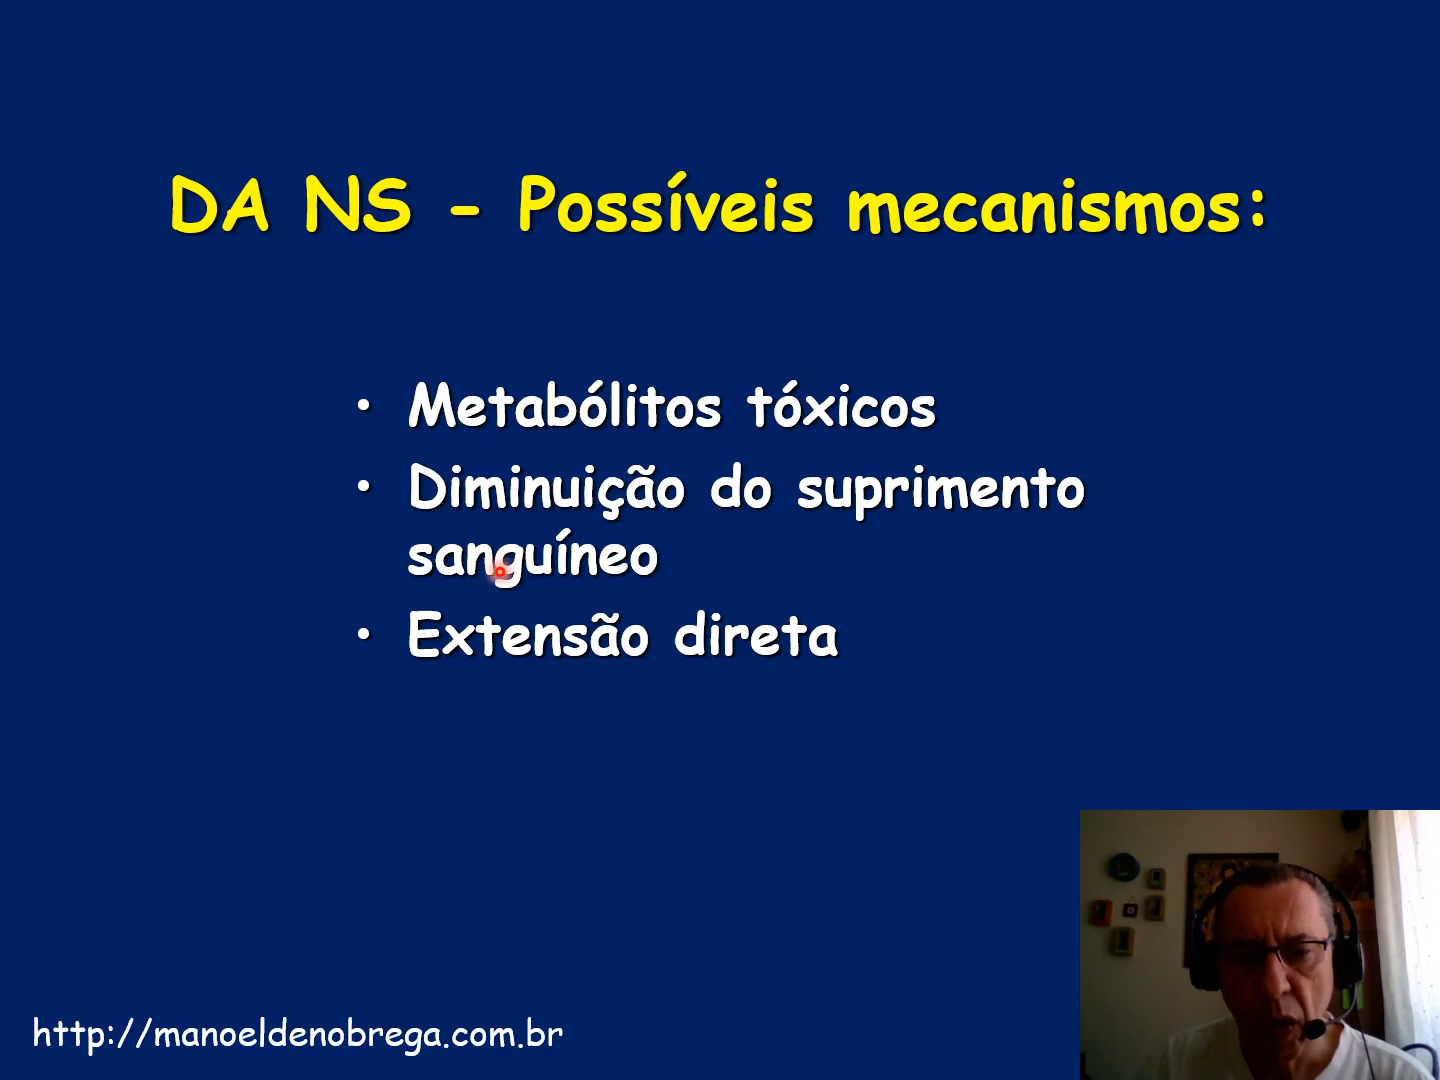 DA NS - Possíveis mecanismos:
• Metabólitos tóxicos
• Diminuição do suprimento
sanguíneo
• Extensão direta
http://manoeldenobrega.com.br